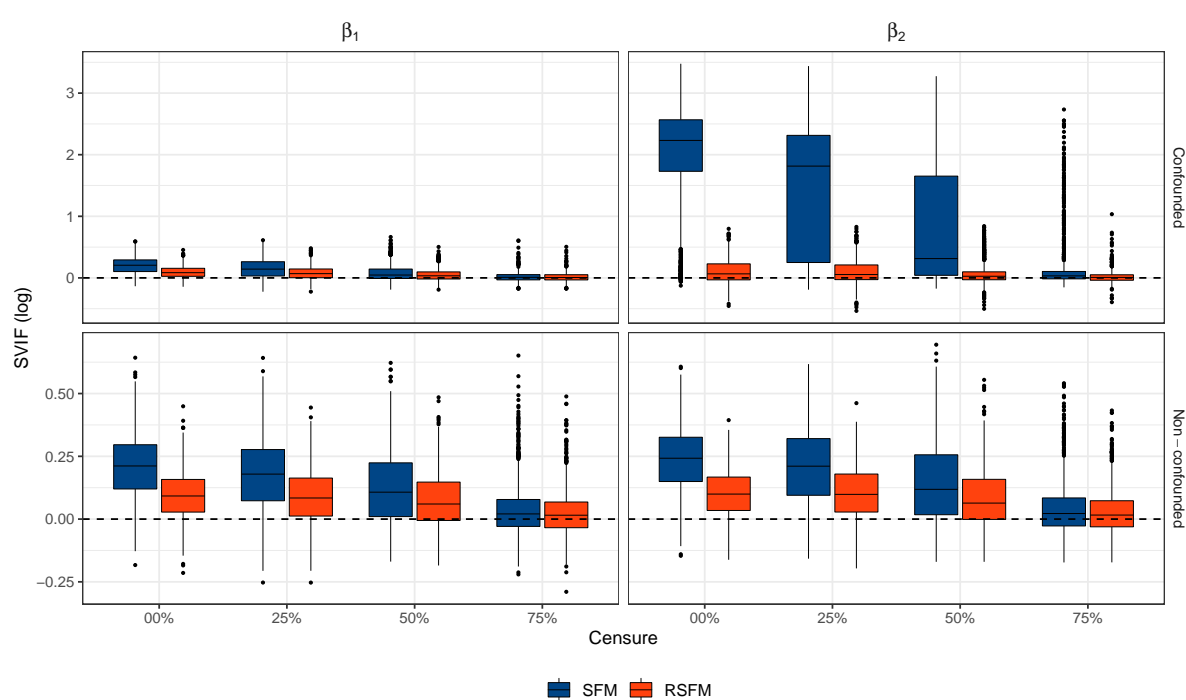 β1 β2
3
2
1
0
Confounded
SVIF (log)
0.50
0.25
0.00
−0.25
Non − confounded
00% 25% 50% 75% 00% 25% 50% 75%
Censure
SFM RSFM